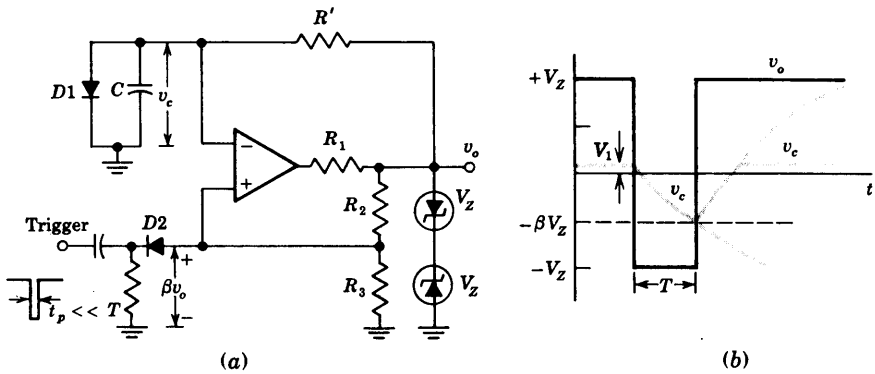 R'
D1
C
v_c
R_1
v_o
−
+
R_2
V_Z
Trigger
D2
+
βv_o
−
R_3
V_Z
t_p << T
(a)
+V_Z
v_o
V_1
v_c
t
v_c
−βV_Z
−V_Z
T
(b)